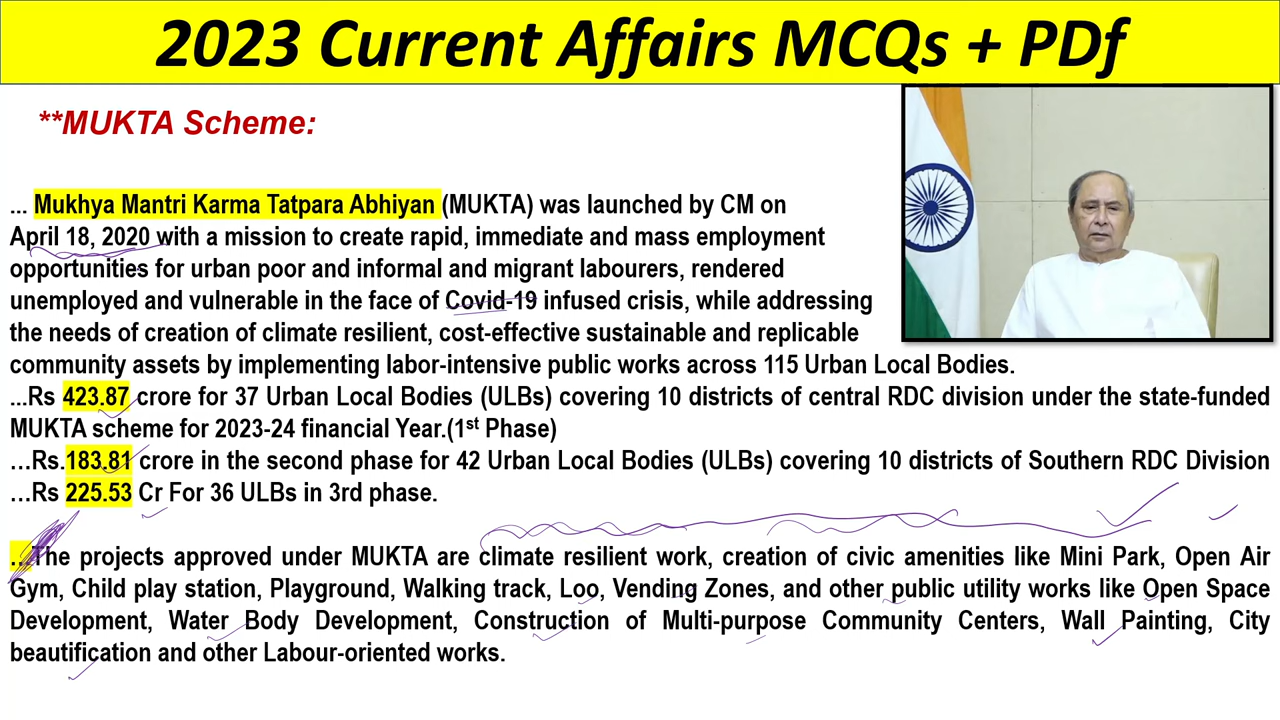 2023 Current Affairs MCQs + PDf
**MUKTA Scheme:
... Mukhya Mantri Karma Tatpara Abhiyan (MUKTA) was launched by CM on
April 18, 2020 with a mission to create rapid, immediate and mass employment
opportunities for urban poor and informal and migrant labourers, rendered
unemployed and vulnerable in the face of Covid-19 infused crisis, while addressing
the needs of creation of climate resilient, cost-effective sustainable and replicable
community assets by implementing labor-intensive public works across 115 Urban Local Bodies.
...Rs 423.87 crore for 37 Urban Local Bodies (ULBs) covering 10 districts of central RDC division under the state-funded
MUKTA scheme for 2023-24 financial Year.(1st Phase)
...Rs.183.81 crore in the second phase for 42 Urban Local Bodies (ULBs) covering 10 districts of Southern RDC Division
...Rs 225.53 Cr For 36 ULBs in 3rd phase.
...The projects approved under MUKTA are climate resilient work, creation of civic amenities like Mini Park, Open Air
Gym, Child play station, Playground, Walking track, Loo, Vending Zones, and other public utility works like Open Space
Development, Water Body Development, Construction of Multi-purpose Community Centers, Wall Painting, City
beautification and other Labour-oriented works.